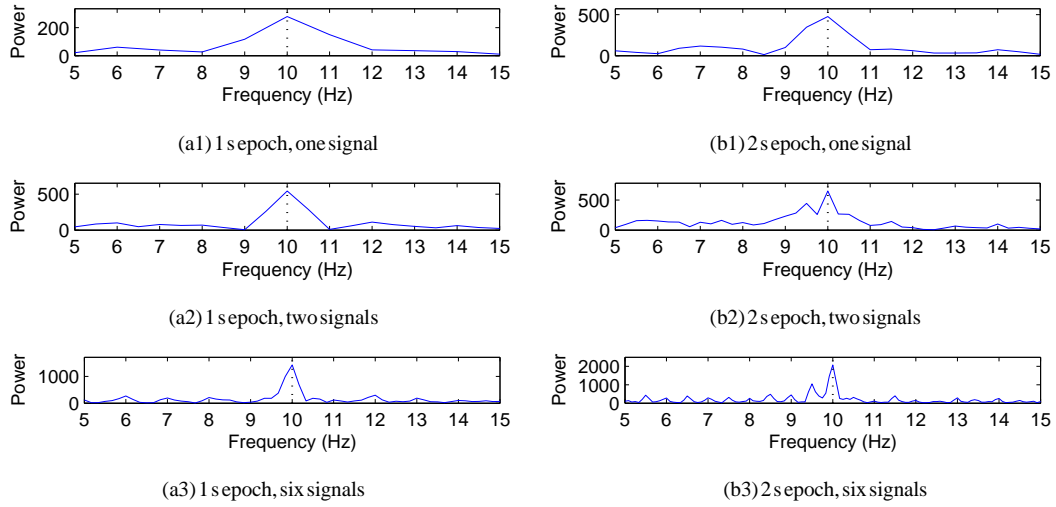 200
0
Power
5 6 7 8 9 10 11 12 13 14 15
Frequency (Hz)
(a1) 1 s epoch, one signal
500
0
Power
5 6 7 8 9 10 11 12 13 14 15
Frequency (Hz)
(b1) 2 s epoch, one signal
500
0
Power
5 6 7 8 9 10 11 12 13 14 15
Frequency (Hz)
(a2) 1 s epoch, two signals
500
0
Power
5 6 7 8 9 10 11 12 13 14 15
Frequency (Hz)
(b2) 2 s epoch, two signals
1000
0
Power
5 6 7 8 9 10 11 12 13 14 15
Frequency (Hz)
(a3) 1 s epoch, six signals
2000
1000
0
Power
5 6 7 8 9 10 11 12 13 14 15
Frequency (Hz)
(b3) 2 s epoch, six signals